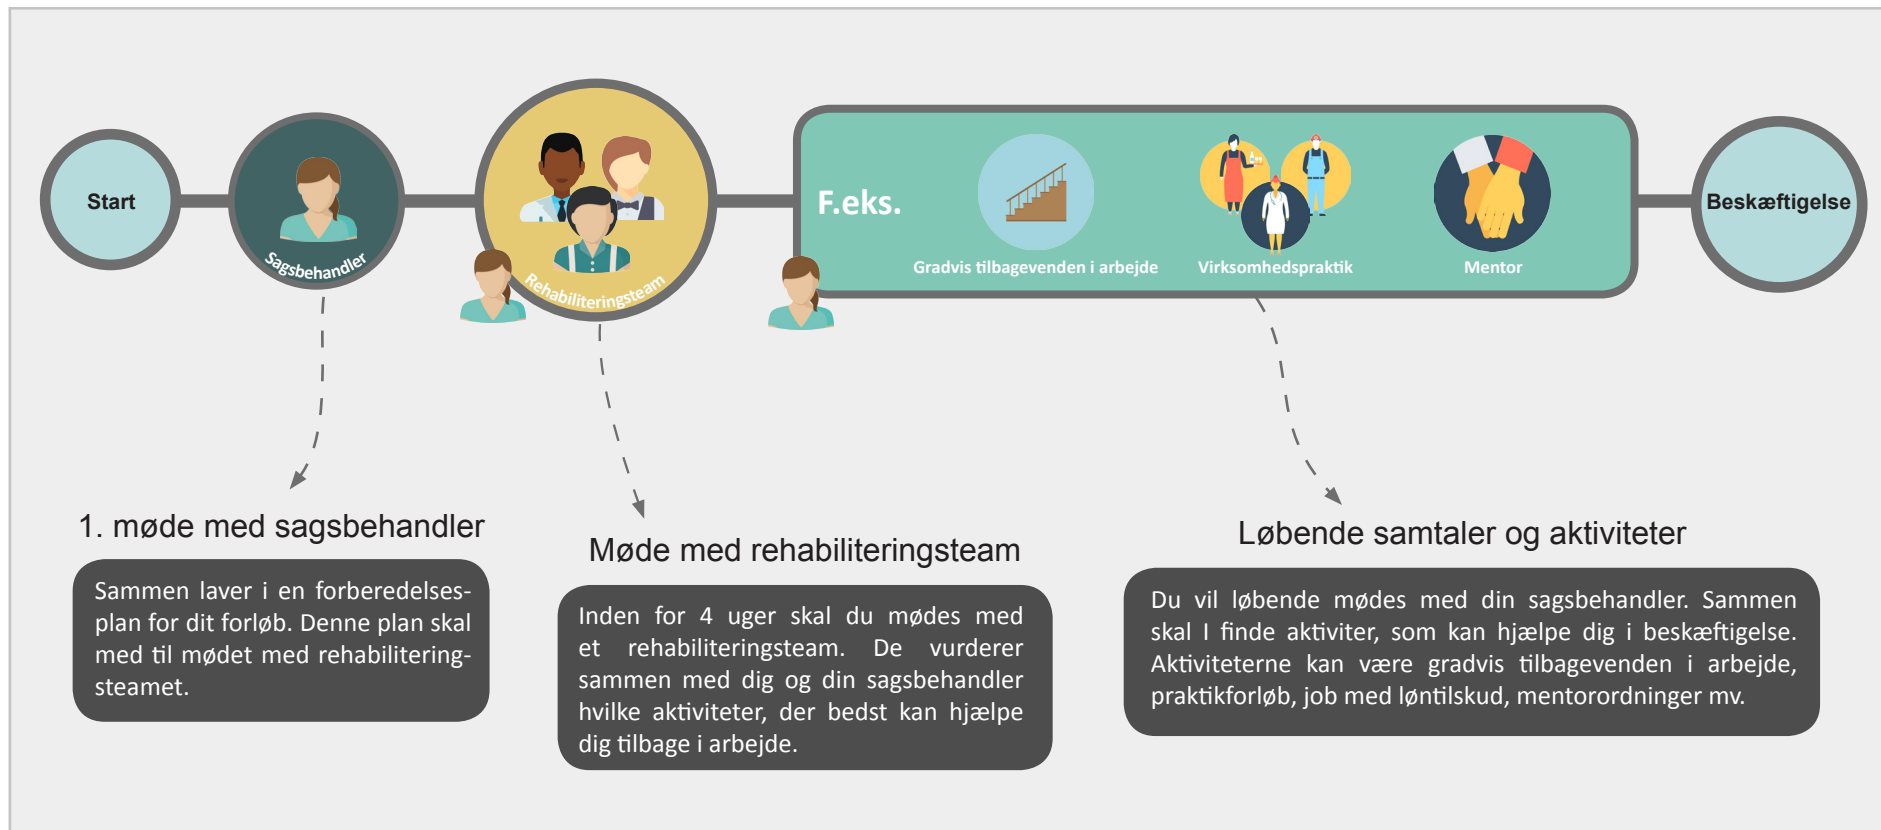 Start
Sagsbehandler
Rehabiliteringsteam
F.eks.
Gradvis tilbagevenden i arbejde
Virksomhedspraktik
Mentor
Beskæftigelse
1. møde med sagsbehandler
Sammen laver i en forberedelses-
plan for dit forløb. Denne plan skal
med til mødet med rehabilitering-
steamet.
Møde med rehabiliteringsteam
Inden for 4 uger skal du mødes med
et rehabiliteringsteam. De vurderer
sammen med dig og din sagsbehandler
hvilke aktiviteter, der bedst kan hjælpe
dig tilbage i arbejde.
Løbende samtaler og aktiviteter
Du vil løbende mødes med din sagsbehandler. Sammen
skal I finde aktiviter, som kan hjælpe dig i beskæftigelse.
Aktiviteterne kan være gradvis tilbagevenden i arbejde,
praktikforløb, job med løntilskud, mentorordninger mv.